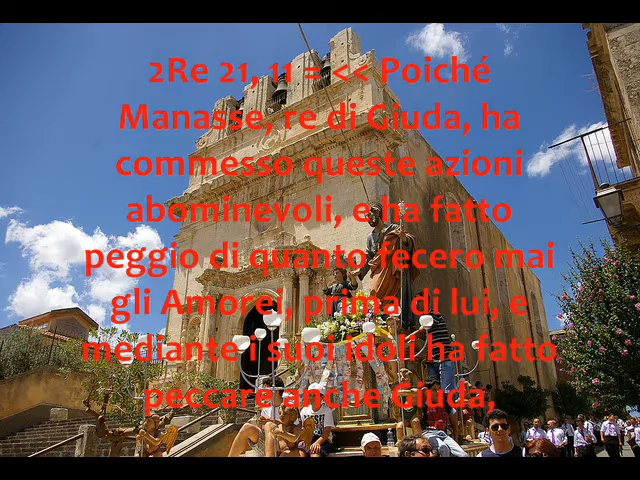 2Re 21, 11 = << Poiché
Manasse, re di Giuda, ha
commesso queste azioni
abominevoli, e ha fatto
peggio di quanto fecero mai
gli Amorei, prima di lui, e
mediante i suoi idoli ha fatto
peccare anche Giuda,